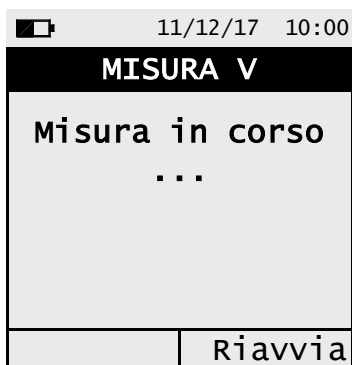 11/12/17 10:00
MISURA V
Misura in corso
...
Riavvia